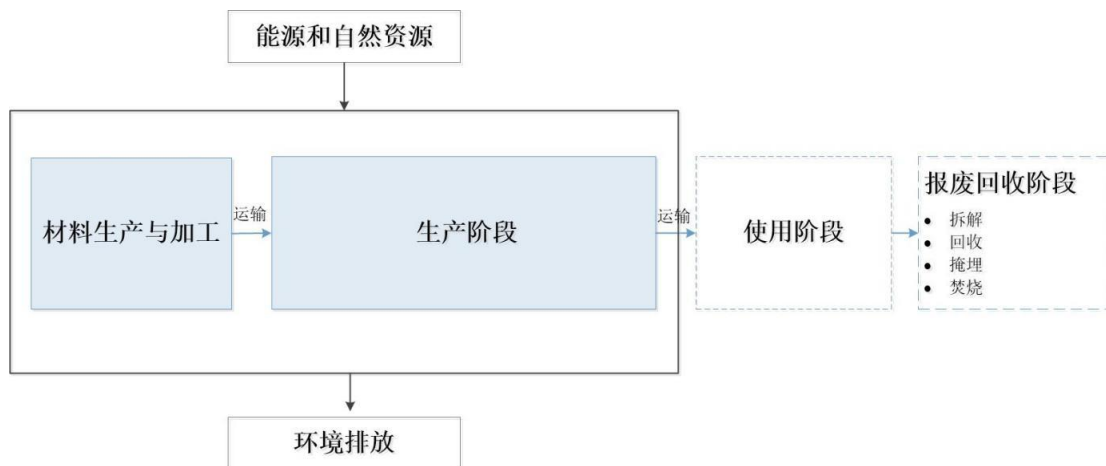 能源和自然资源
材料生产与加工
运输
生产阶段
运输
使用阶段
报废回收阶段
● 拆解
● 回收
● 掩埋
● 焚烧
环境排放